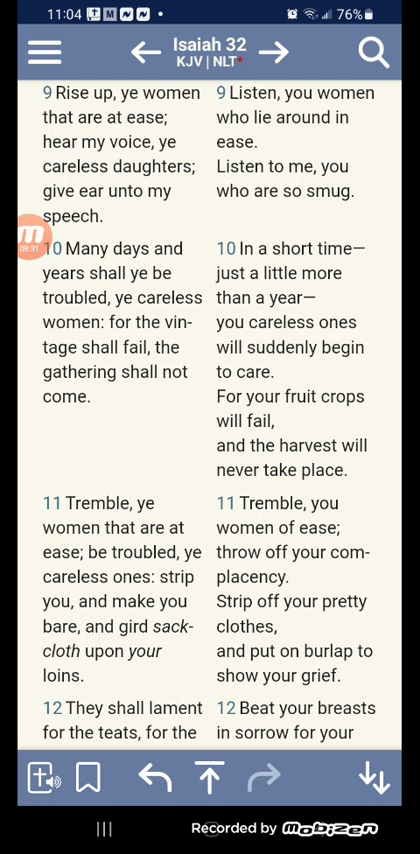 11:04 M 76%
Isaiah 32
KJV | NLT*
9 Rise up, ye women
that are at ease;
hear my voice, ye
careless daughters;
give ear unto my
speech.
10 Many days and
years shall ye be
troubled, ye careless
women: for the vin-
tage shall fail, the
gathering shall not
come.
11 Tremble, ye
women that are at
ease; be troubled, ye
careless ones: strip
you, and make you
bare, and gird sack-
cloth upon your
loins.
12 They shall lament
for the teats, for the
9 Listen, you women
who lie around in
ease.
Listen to me, you
who are so smug.
10 In a short time—
just a little more
than a year—
you careless ones
will suddenly begin
to care.
For your fruit crops
will fail,
and the harvest will
never take place.
11 Tremble, you
women of ease;
throw off your com-
placency.
Strip off your pretty
clothes,
and put on burlap to
show your grief.
12 Beat your breasts
in sorrow for your
m
Recorded by mobizen